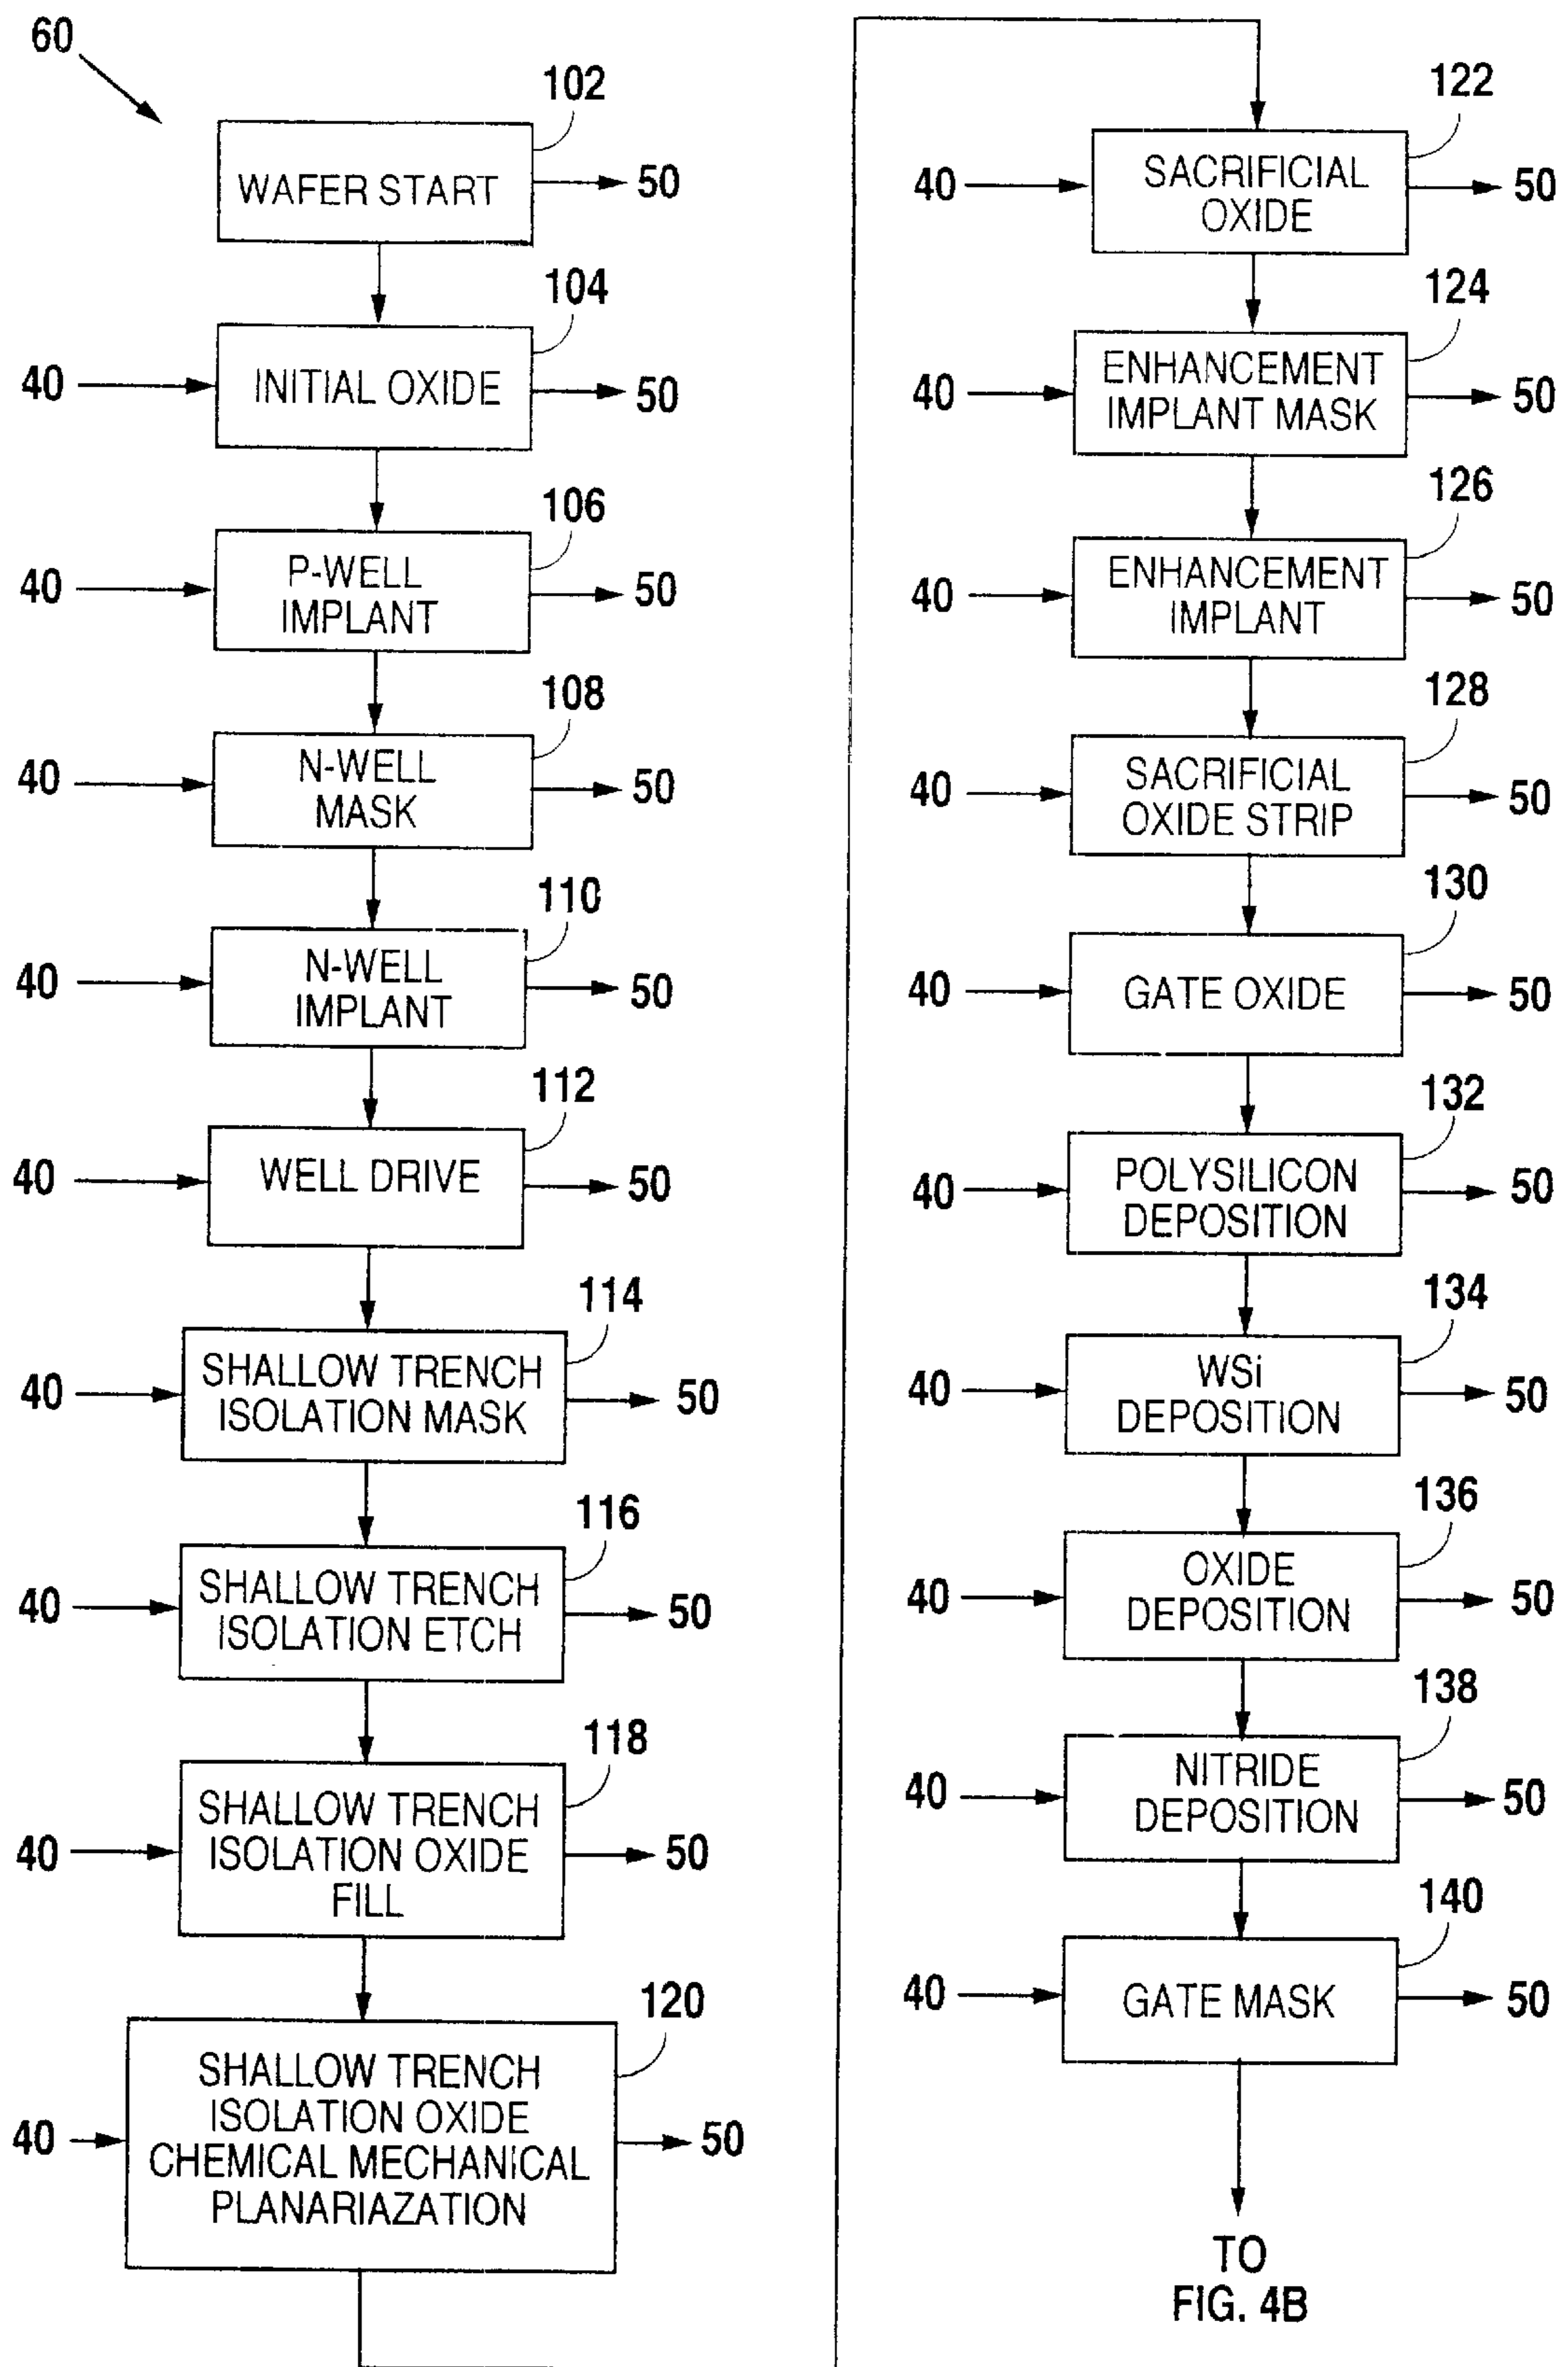 60
102
WAFER START
50
104
40
INITIAL OXIDE
50
106
40
P-WELL
IMPLANT
50
108
40
N-WELL
MASK
50
110
40
N-WELL
IMPLANT
50
112
40
WELL DRIVE
50
114
40
SHALLOW TRENCH
ISOLATION MASK
50
116
40
SHALLOW TRENCH
ISOLATION ETCH
50
118
40
SHALLOW TRENCH
ISOLATION OXIDE
FILL
50
120
40
SHALLOW TRENCH
ISOLATION OXIDE
CHEMICAL MECHANICAL
PLANARIAZATION
50
122
40
SACRIFICIAL
OXIDE
50
124
40
ENHANCEMENT
IMPLANT MASK
50
126
40
ENHANCEMENT
IMPLANT
50
128
40
SACRIFICIAL
OXIDE STRIP
50
130
40
GATE OXIDE
50
132
40
POLYSILICON
DEPOSITION
50
134
40
WSi
DEPOSITION
50
136
40
OXIDE
DEPOSITION
50
138
40
NITRIDE
DEPOSITION
50
140
40
GATE MASK
50
TO
FIG. 4B